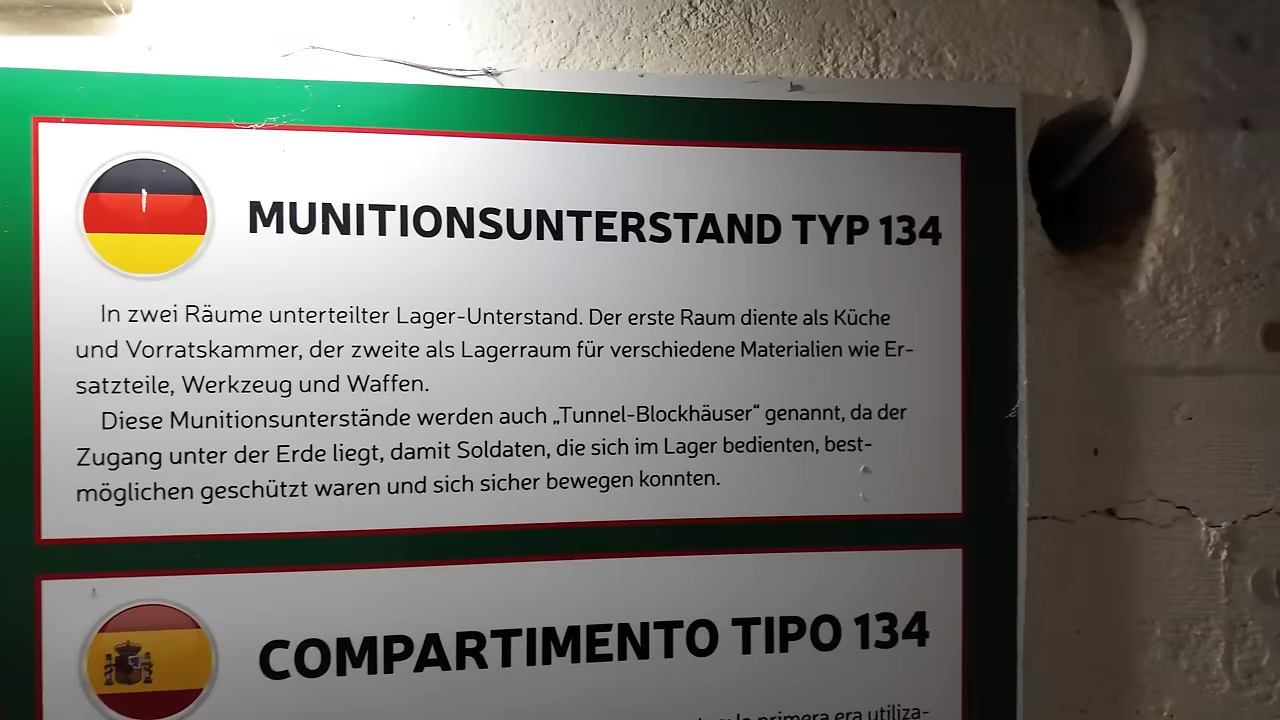 MUNITIONSUNTERSTAND TYP 134
In zwei Räume unterteilter Lager-Unterstand. Der erste Raum diente als Küche
und Vorratskammer, der zweite als Lagerraum für verschiedene Materialien wie Er-
satzteile, Werkzeug und Waffen.
Diese Munitionsunterstände werden auch „Tunnel-Blockhäuser“ genannt, da der
Zugang unter der Erde liegt, damit Soldaten, die sich im Lager bedienten, best-
möglichen geschützt waren und sich sicher bewegen konnten.
COMPARTIMENTO TIPO 134
primera era utiliza-